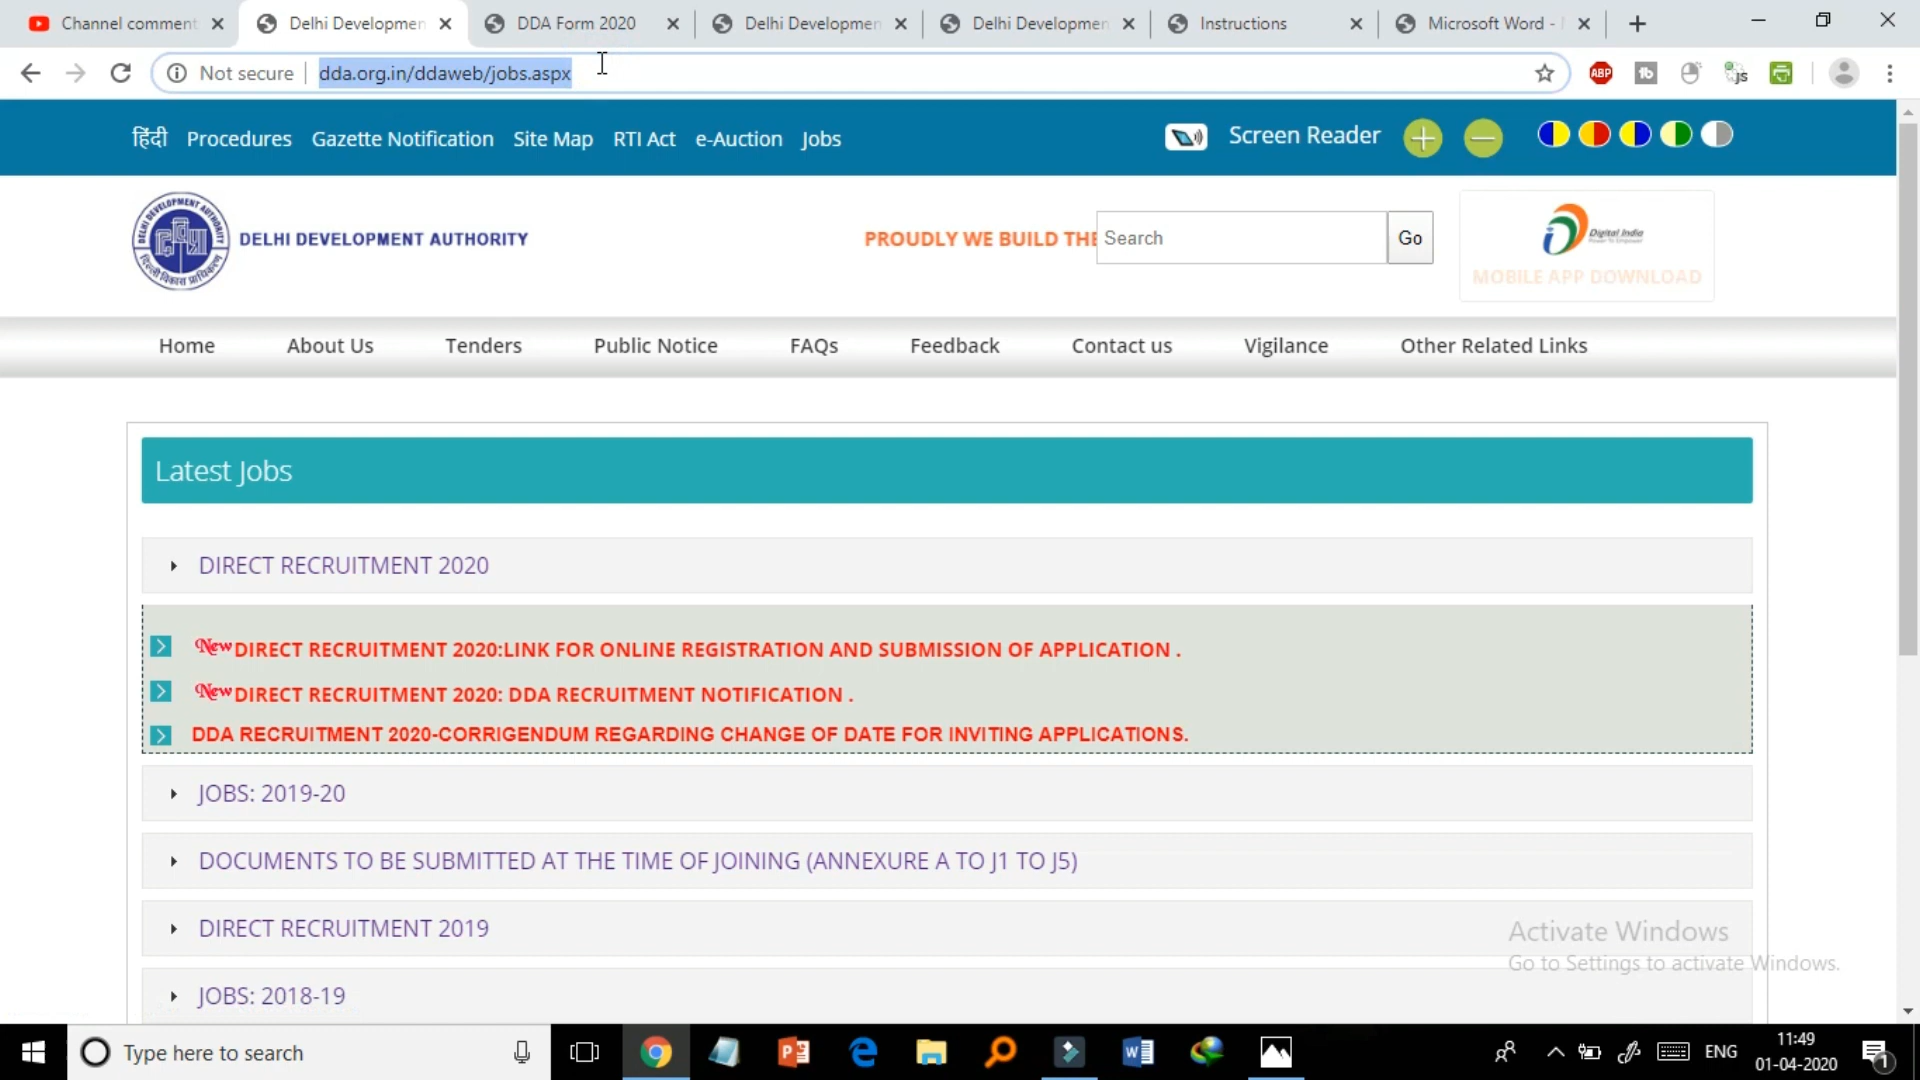 Channel comment
Delhi Developmen
DDA Form 2020
Delhi Developmen
Delhi Developmen
Instructions
Microsoft Word -
Not secure
dda.org.in/ddaweb/jobs.aspx
ABP
हिंदी Procedures Gazette Notification Site Map RTI Act e-Auction Jobs
Screen Reader
DELHI DEVELOPMENT AUTHORITY
PROUDLY WE BUILD THE
Search
Go
Digital India
MOBILE APP DOWNLOAD
Home About Us Tenders Public Notice FAQs Feedback Contact us Vigilance Other Related Links
Latest Jobs
DIRECT RECRUITMENT 2020
New DIRECT RECRUITMENT 2020:LINK FOR ONLINE REGISTRATION AND SUBMISSION OF APPLICATION .
New DIRECT RECRUITMENT 2020: DDA RECRUITMENT NOTIFICATION .
DDA RECRUITMENT 2020-CORRIGENDUM REGARDING CHANGE OF DATE FOR INVITING APPLICATIONS.
JOBS: 2019-20
DOCUMENTS TO BE SUBMITTED AT THE TIME OF JOINING (ANNEXURE A TO J1 TO J5)
DIRECT RECRUITMENT 2019
JOBS: 2018-19
Activate Windows
Go to Settings to activate Windows.
Type here to search
ENG
11:49
01-04-2020
1